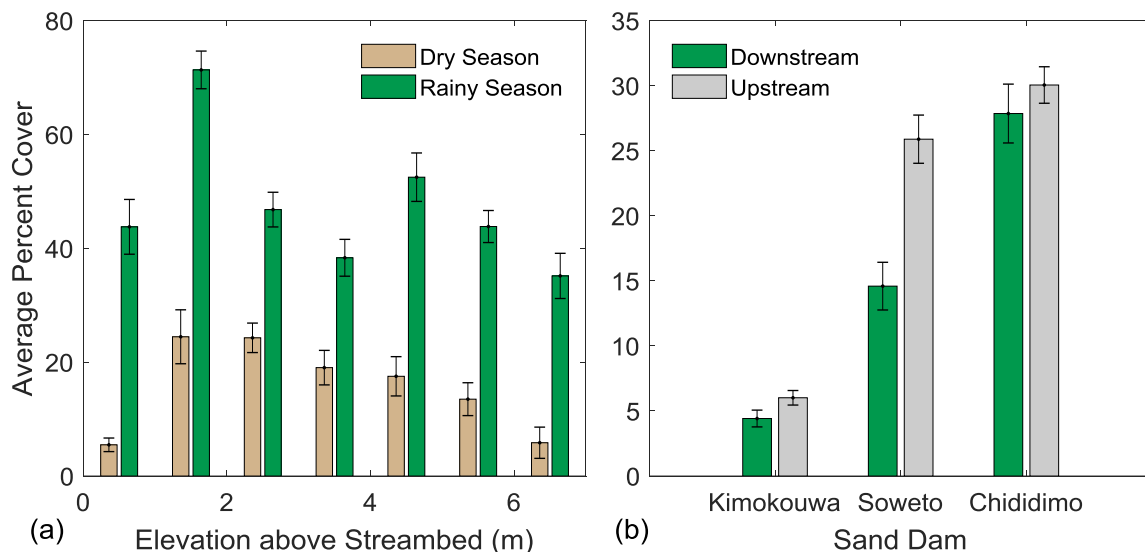 80
60
40
20
0
Average Percent Cover
Dry Season
Rainy Season
0 2 4 6
(a) Elevation above Streambed (m)
35
30
25
20
15
10
5
0
Downstream
Upstream
Kimokouwa Soweto Chididimo
(b) Sand Dam